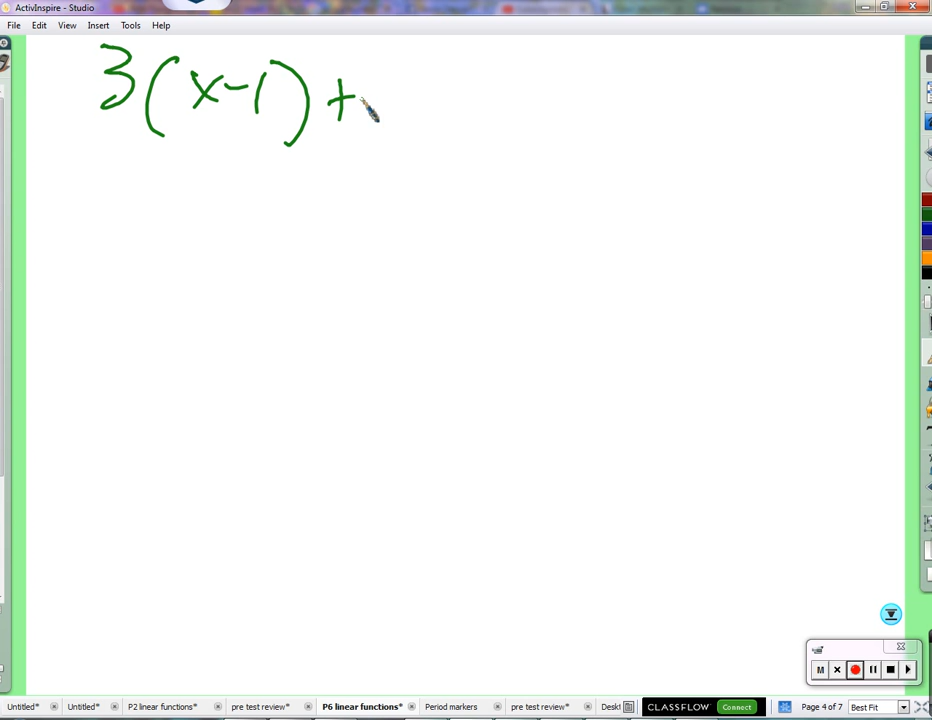 ActivInspire - Studio
File Edit View Insert Tools Help
3(x-1)+
M
Untitled* Untitled* P2 linear functions* pre test review* P6 linear functions* Period markers pre test review* Deskt CLASSFLOW Connect Page 4 of 7 Best Fit